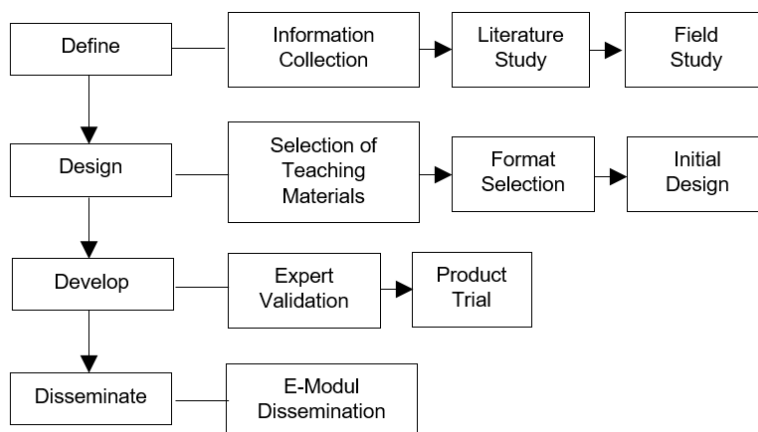 Define
Information
Collection
Literature
Study
Field
Study
Design
Selection of
Teaching
Materials
Format
Selection
Initial
Design
Develop
Expert
Validation
Product
Trial
Disseminate
E-Modul
Dissemination